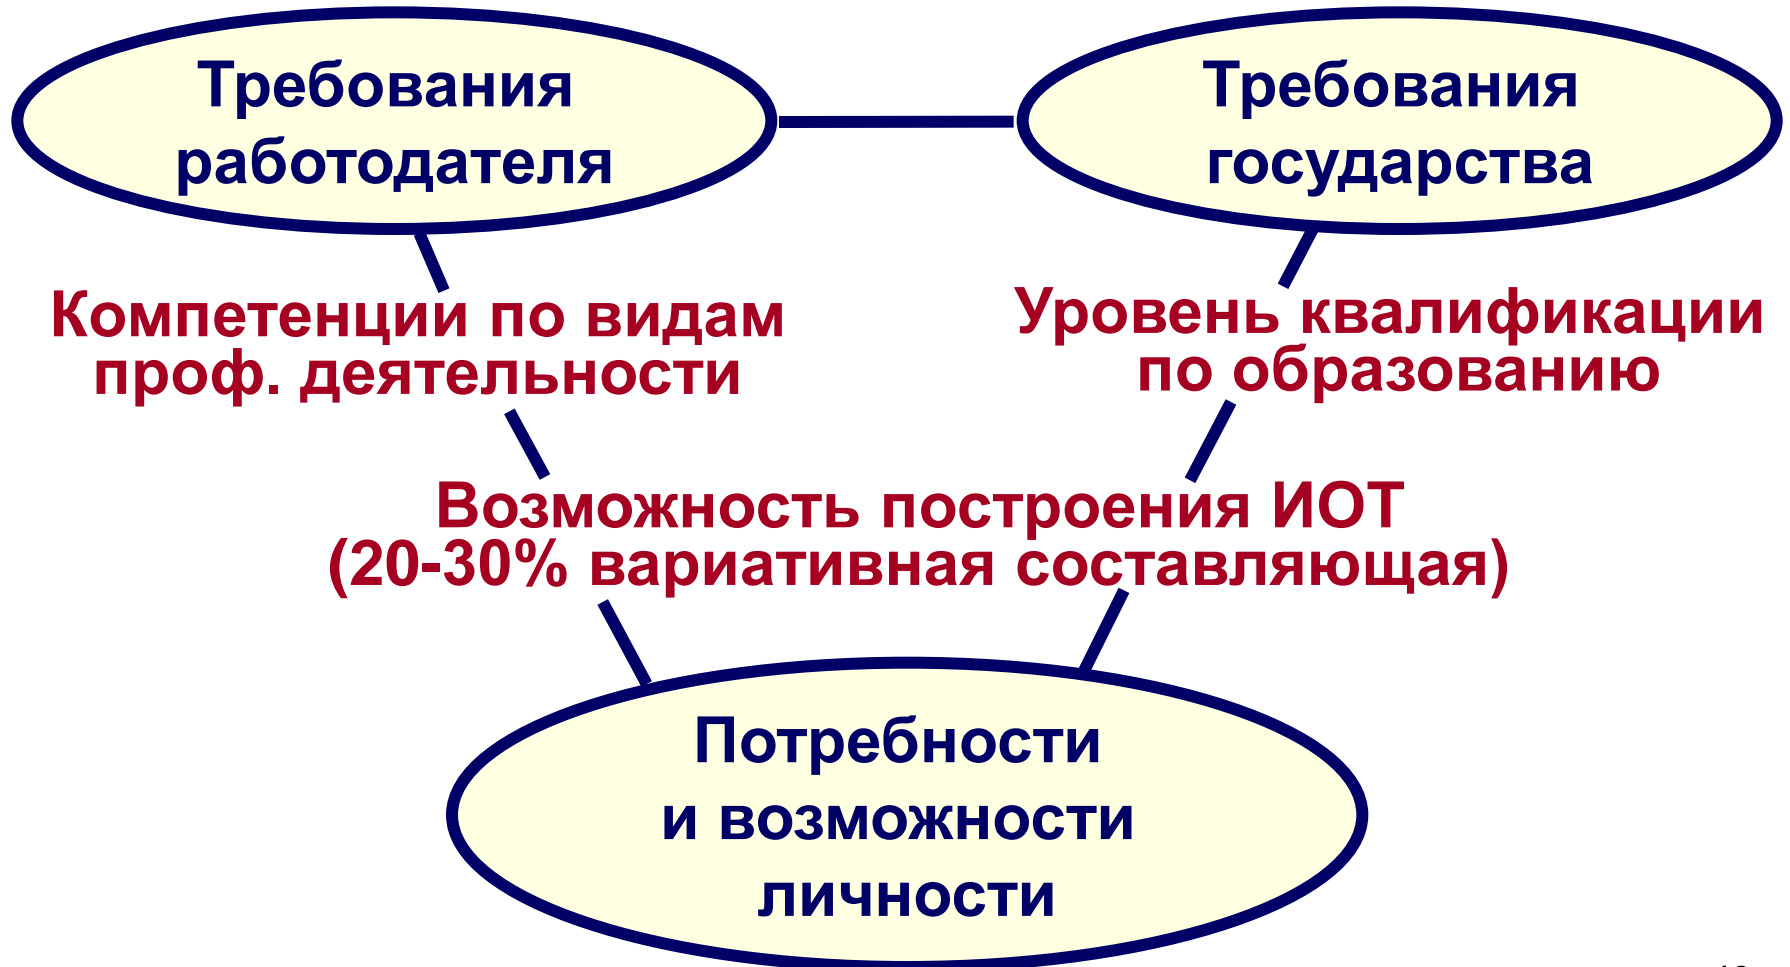 Требования
работодателя
Требования
государства
Компетенции по видам
проф. деятельности
Уровень квалификации
по образованию
Возможность построения ИОТ
(20-30% вариативная составляющая)
Потребности
и возможности
личности